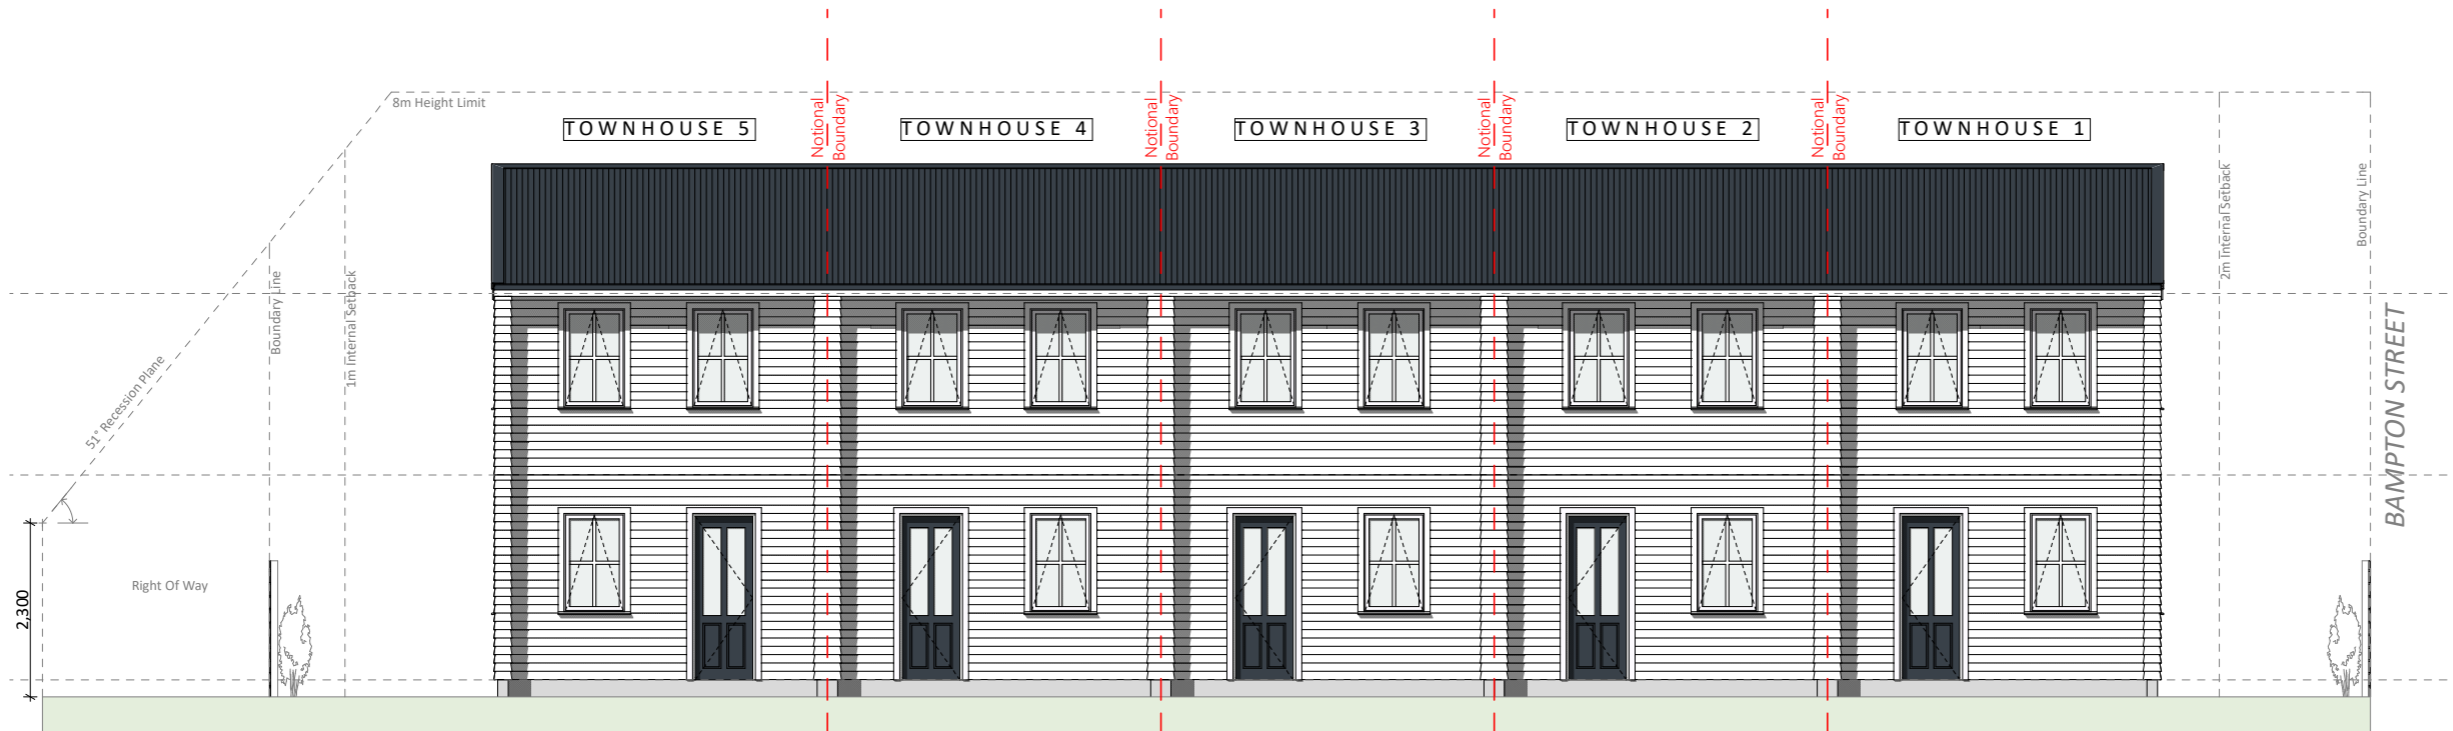 8m Height Limit
TOWNHOUSE 5
Notional
Boundary
TOWNHOUSE 4
Notional
Boundary
TOWNHOUSE 3
Notional
Boundary
TOWNHOUSE 2
Notional
Boundary
TOWNHOUSE 1
2m Internal Setback
Boundary Line
51° Recession Plane
Boundary Line
1m Internal Setback
BAMPTON STREET
2,300
Right Of Way